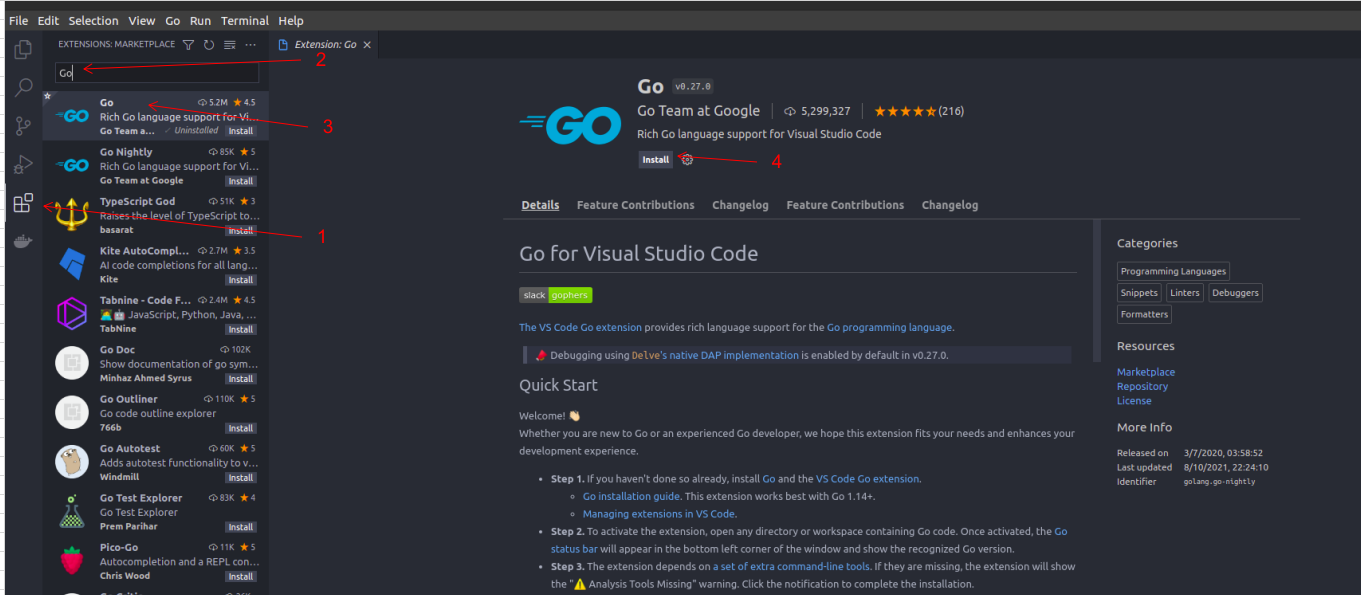 File Edit Selection View Go Run Terminal Help
EXTENSIONS: MARKETPLACE
Extension: Go
Go
2
Go 5.2M 4.5
Rich Go language support for Vi...
Go Team a... Uninstalled Install
3
Go Nightly 85K 5
Rich Go language support for Vi...
Go Team at Google Install
TypeScript God 51K 3
Raises the level of TypeScript to...
basarat Install
1
Kite AutoCompl... 2.7M 3.5
AI code completions for all lang...
Kite Install
Tabnine - Code F... 2.4M 4.5
JavaScript, Python, Java, ...
TabNine Install
Go Doc 102K
Show documentation of go sym...
Minhaz Ahmed Syrus Install
Go Outliner 110K 5
Go code outline explorer
766b Install
Go Autotest 60K 5
Adds autotest functionality to v...
Windmill Install
Go Test Explorer 83K 4
Go Test Explorer
Prem Parihar Install
Pico-Go 11K 5
Autocompletion and a REPL con...
Chris Wood Install
GO
Go v0.27.0
Go Team at Google 5,299,327 (216)
Rich Go language support for Visual Studio Code
Install
4
Details Feature Contributions Changelog Feature Contributions Changelog
Go for Visual Studio Code
slack gophers
The VS Code Go extension provides rich language support for the Go programming language.
Debugging using Delve's native DAP implementation is enabled by default in v0.27.0.
Quick Start
Welcome!
Whether you are new to Go or an experienced Go developer, we hope this extension fits your needs and enhances your
development experience.
• Step 1. If you haven't done so already, install Go and the VS Code Go extension.
◦ Go installation guide. This extension works best with Go 1.14+.
◦ Managing extensions in VS Code.
• Step 2. To activate the extension, open any directory or workspace containing Go code. Once activated, the Go
status bar will appear in the bottom left corner of the window and show the recognized Go version.
• Step 3. The extension depends on a set of extra command-line tools. If they are missing, the extension will show
the "⚠ Analysis Tools Missing" warning. Click the notification to complete the installation.
Categories
Programming Languages
Snippets Linters Debuggers
Formatters
Resources
Marketplace
Repository
License
More Info
Released on 3/7/2020, 03:58:52
Last updated 8/10/2021, 22:24:10
Identifier golang.go-nightly